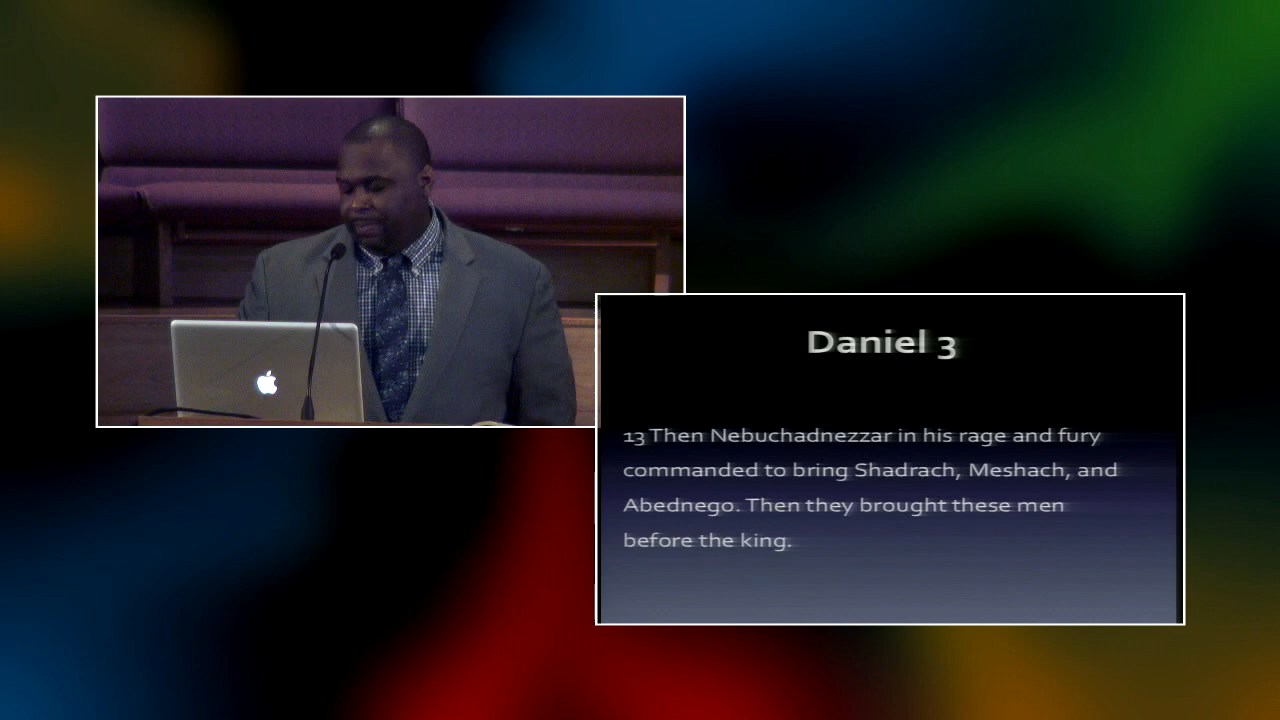 Daniel 3
13 Then Nebuchadnezzar in his rage and fury
commanded to bring Shadrach, Meshach, and
Abednego. Then they brought these men
before the king.